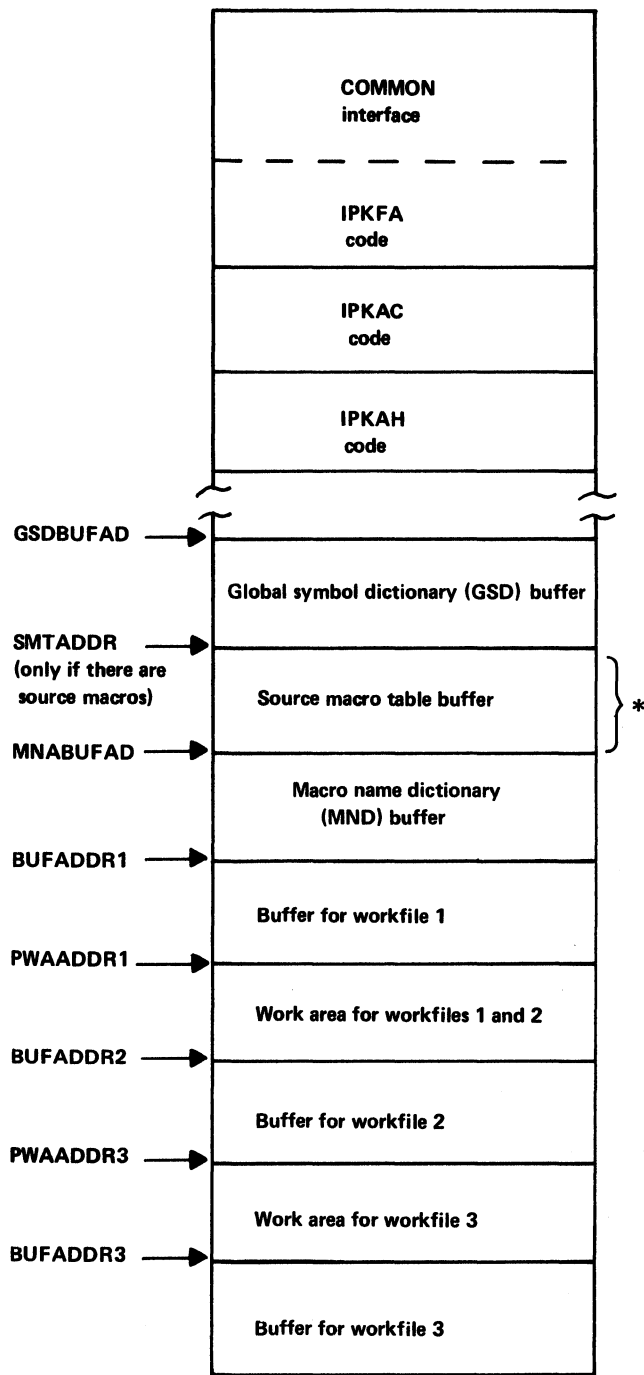 COMMON
interface
IPKFA
code
IPKAC
code
IPKAH
code
GSDBUFAD
Global symbol dictionary (GSD) buffer
SMTADDR
(only if there are
source macros)
Source macro table buffer
*
MNABUFAD
Macro name dictionary
(MND) buffer
BUFADDR1
Buffer for workfile 1
PWAADDR1
Work area for workfiles 1 and 2
BUFADDR2
Buffer for workfile 2
PWAADDR3
Work area for workfile 3
BUFADDR3
Buffer for workfile 3